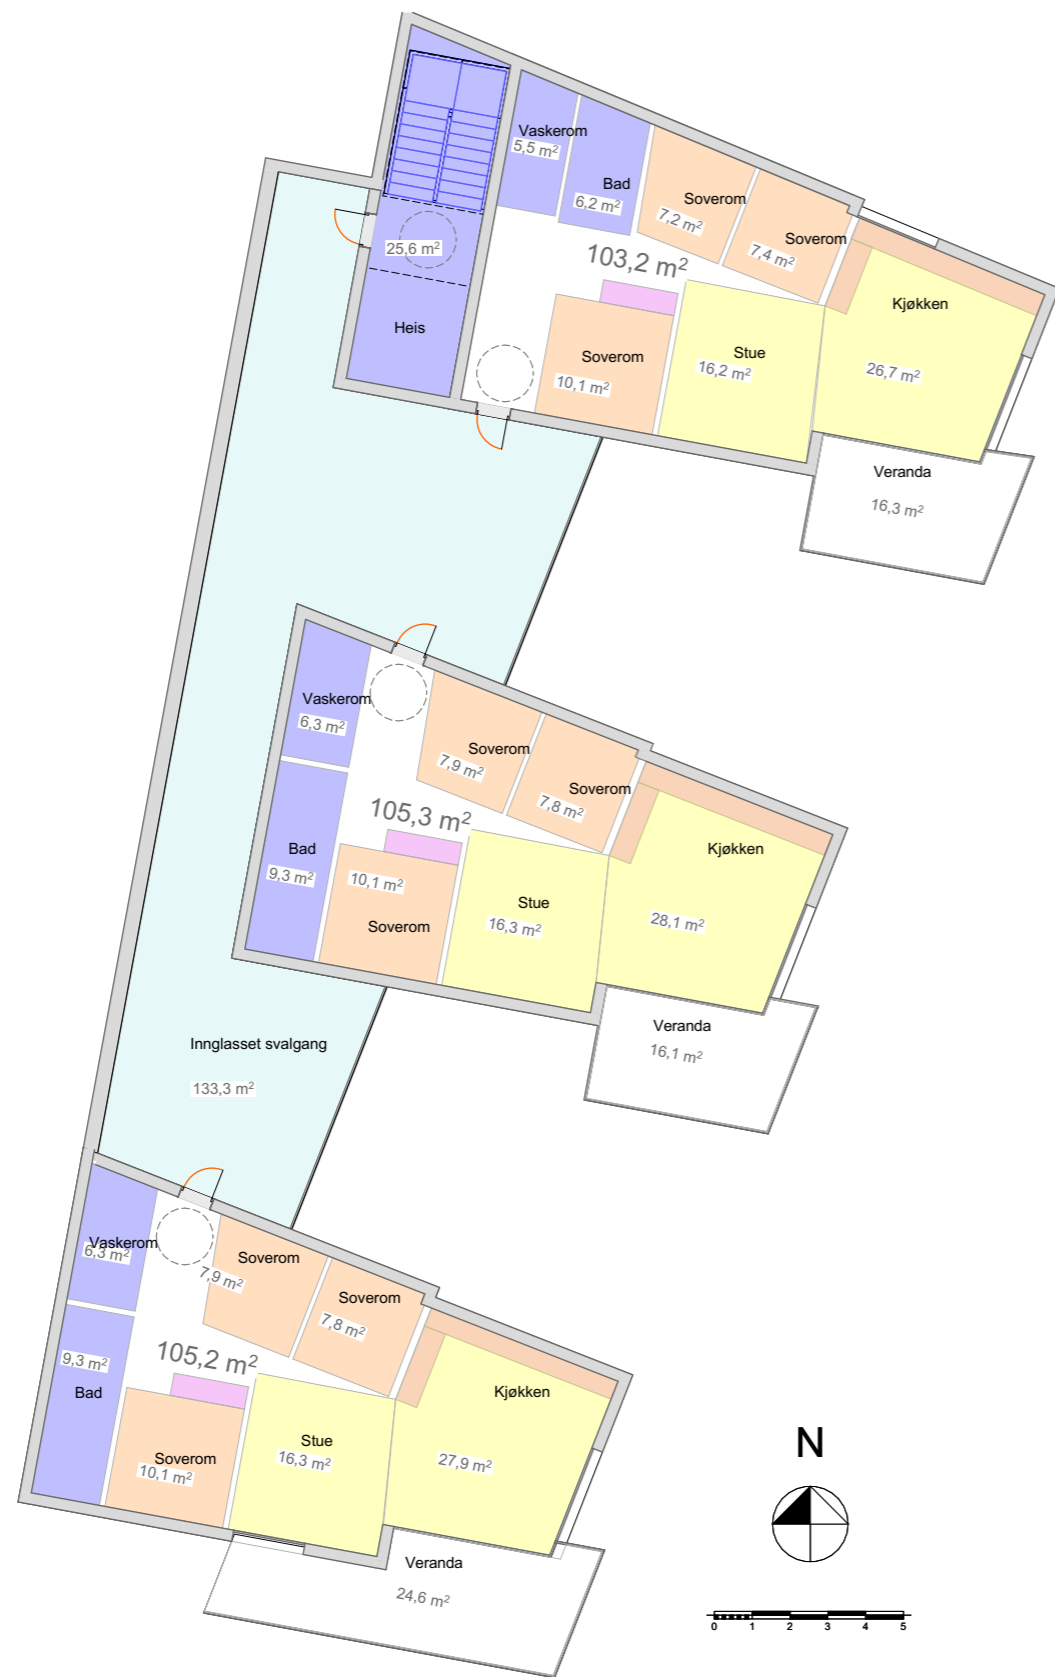 Vaskerom
5,5 m²
Bad
6,2 m²
Soverom
7,2 m²
Soverom
7,4 m²
25,6 m²
103,2 m²
Kjøkken
Heis
Soverom
10,1 m²
Stue
16,2 m²
26,7 m²
Veranda
16,3 m²
Vaskerom
6,3 m²
Soverom
7,9 m²
Soverom
7,8 m²
105,3 m²
Bad
9,3 m²
10,1 m²
Soverom
Stue
16,3 m²
Kjøkken
28,1 m²
Veranda
16,1 m²
Innglasset svalgang
133,3 m²
Vaskerom
6,3 m²
Soverom
7,9 m²
Soverom
7,8 m²
105,2 m²
9,3 m²
Bad
Soverom
10,1 m²
Stue
16,3 m²
Kjøkken
27,9 m²
Veranda
24,6 m²
N
0 1 2 3 4 5